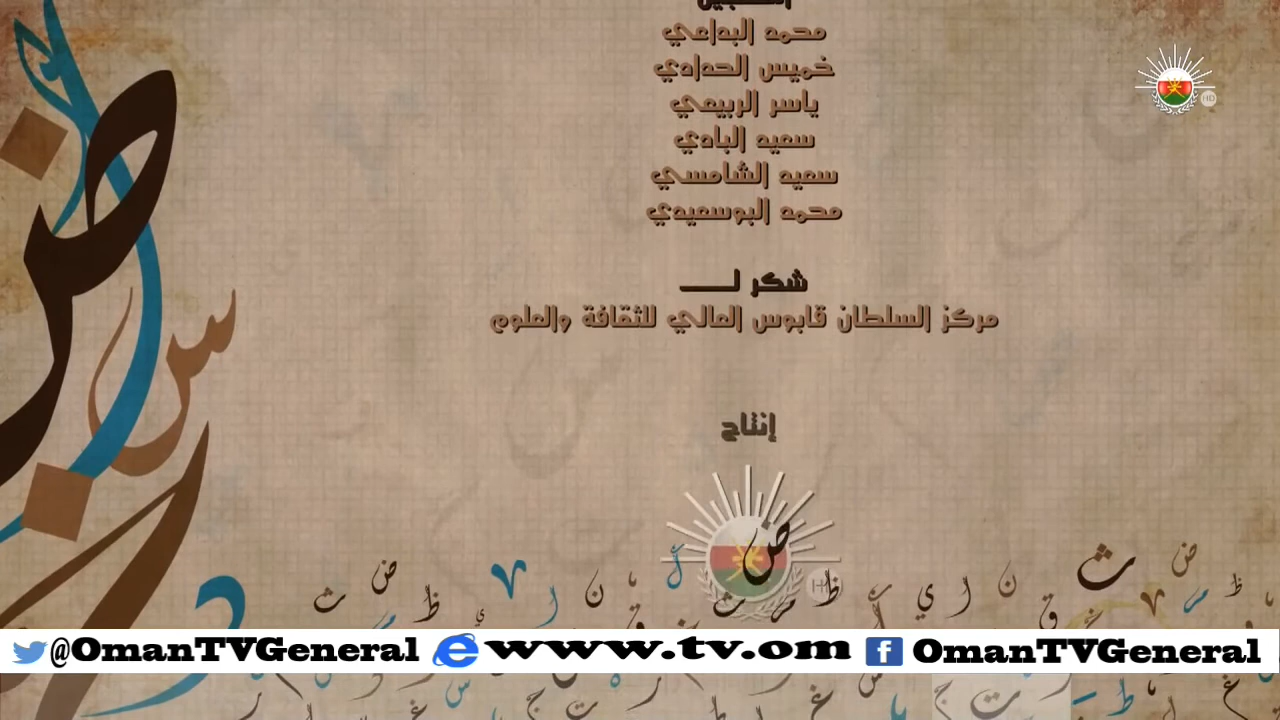 محمد البداعي
خميس الحدادي
ياسر الربيعي
سعيد البادي
سعيد الشامسي
محمد البوسعيدي
شكر لـــــ
مركز السلطان قابوس العالي للثقافة والعلوم
إنتاج
@OmanTVGeneral www.tv.om OmanTVGeneral